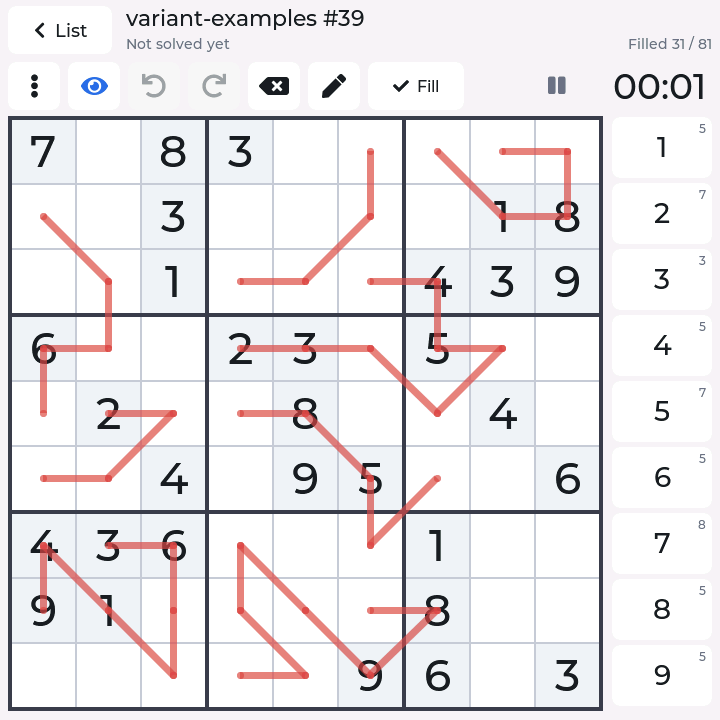 List
variant-examples #39
Not solved yet
Filled 31 / 81
Fill
00:01
7 8 3
3 1 8
1 4 3 9
6 2 3 5
2 8 4
4 9 5 6
4 3 6 1
9 1 8
9 6 3
1 5
2 7
3 3
4 5
5 7
6 5
7 8
8 5
9 5